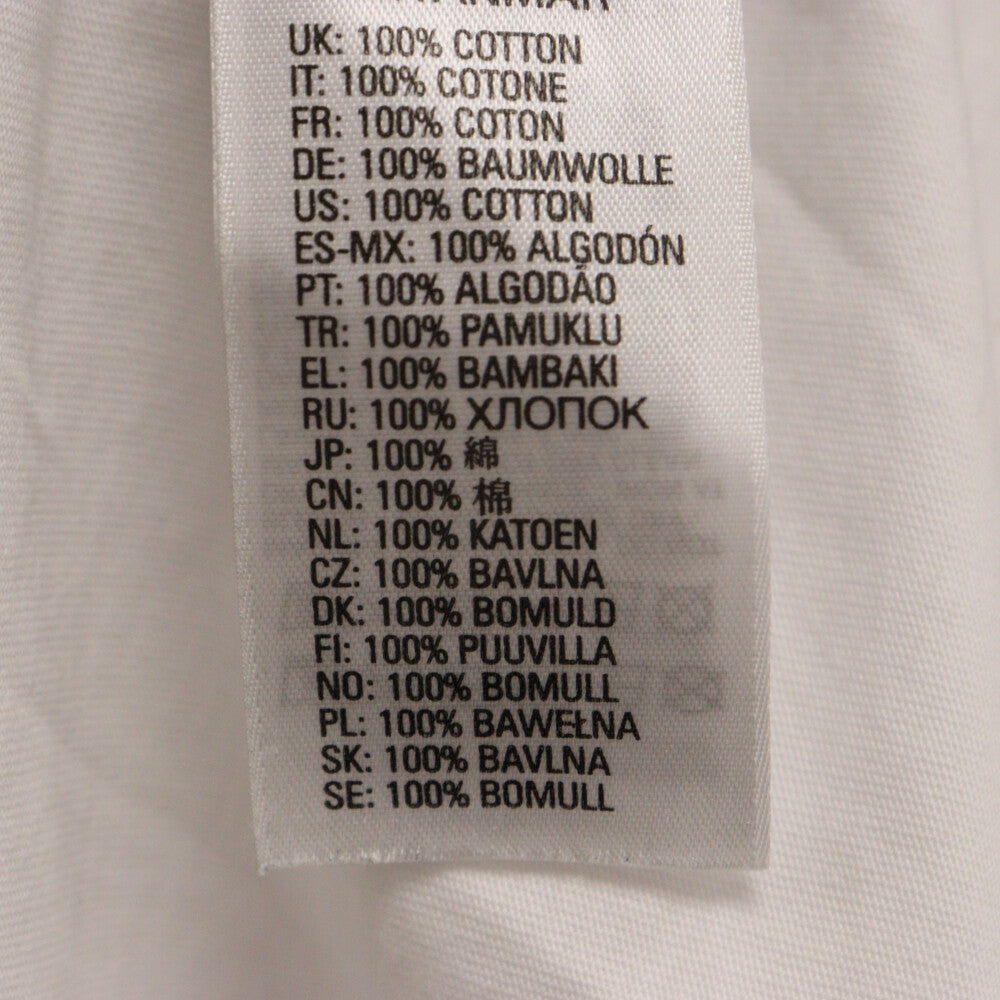 UK: 100% COTTON
IT: 100% COTONE
FR: 100% COTON
DE: 100% BAUMWOLLE
US: 100% COTTON
ES-MX: 100% ALGODÓN
PT: 100% ALGODÃO
TR: 100% PAMUKLU
EL: 100% BAMBAKI
RU: 100% ХЛОПОК
JP: 100% 綿
CN: 100% 棉
NL: 100% KATOEN
CZ: 100% BAVLNA
DK: 100% BOMULD
FI: 100% PUUVILLA
NO: 100% BOMULL
PL: 100% BAWEŁNA
SK: 100% BAVLNA
SE: 100% BOMULL